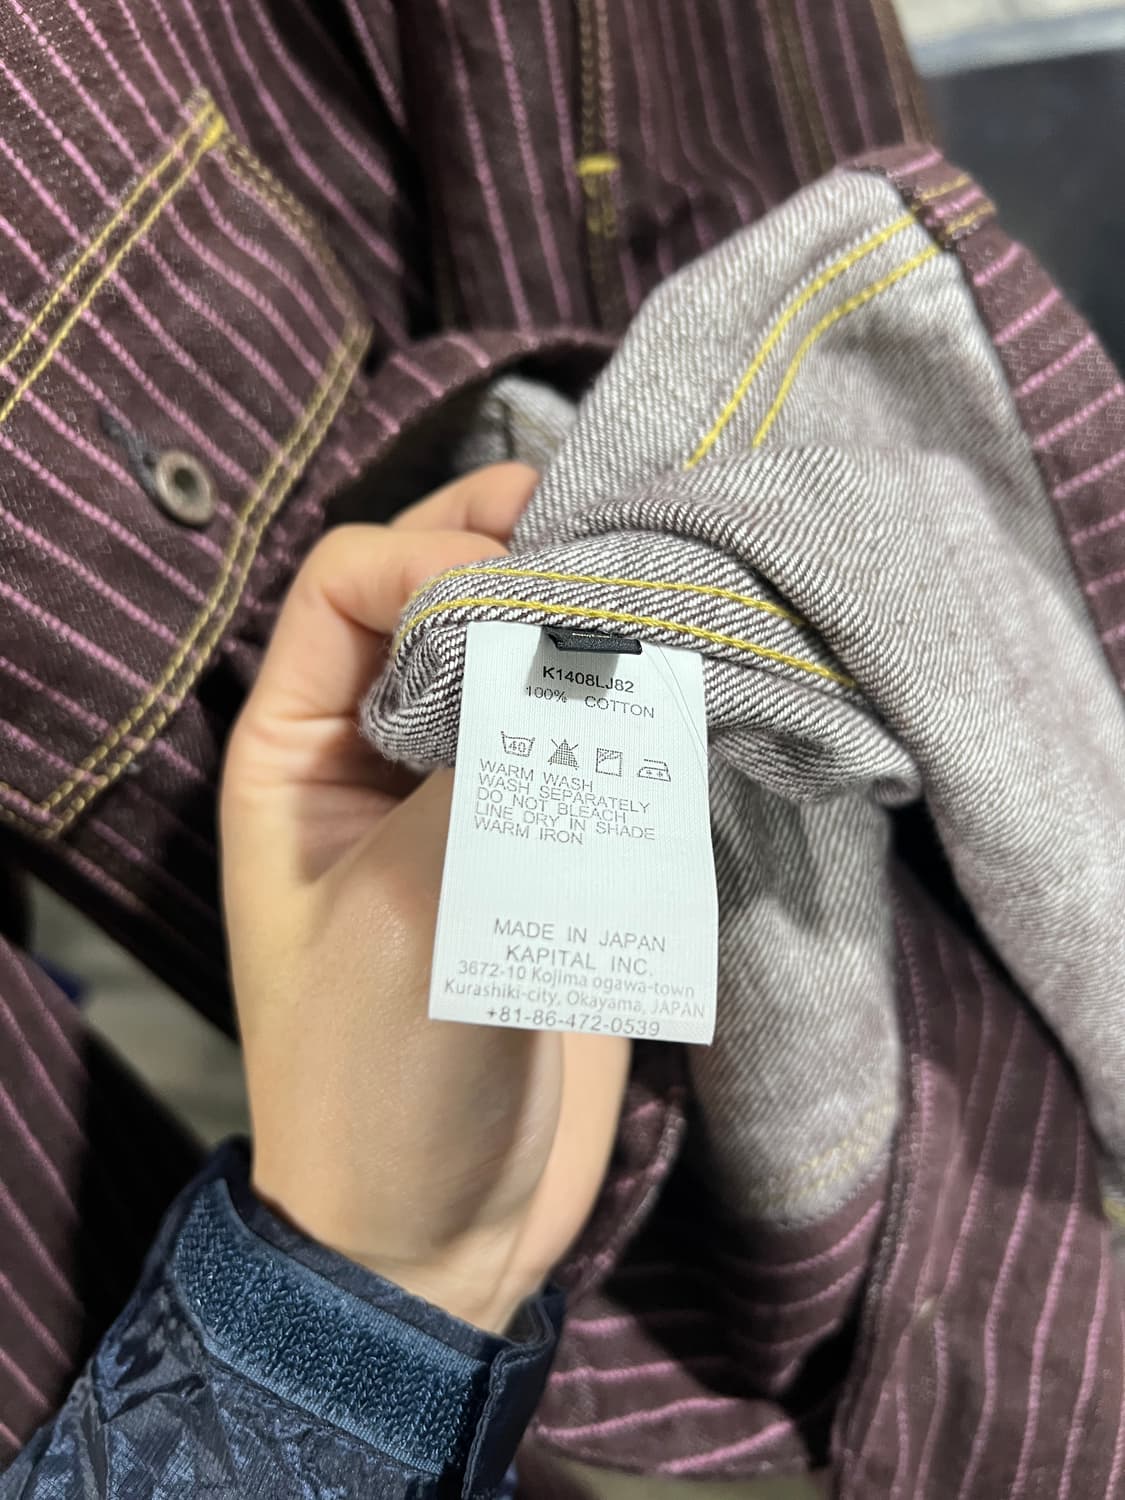 K1408LJ82
100% COTTON
40
WARM WASH
WASH SEPARATELY
DO NOT BLEACH
LINE DRY IN SHADE
WARM IRON
MADE IN JAPAN
KAPITAL INC.
3672-10 Kojima ogawa-town
Kurashiki-city, Okayama, JAPAN
+81-86-472-0539